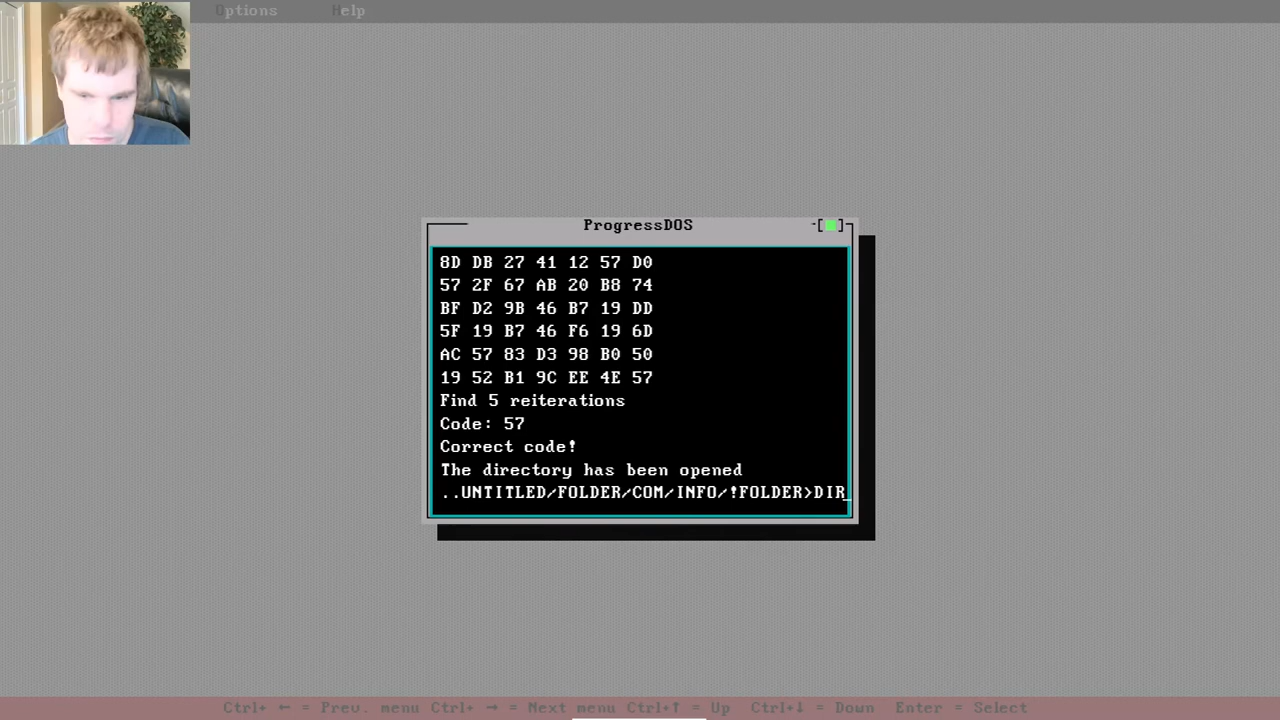 Options Help
ProgressDOS
8D DB 27 41 12 57 D0
57 2F 67 AB 20 B8 74
BF D2 9B 46 B7 19 DD
5F 19 B7 46 F6 19 6D
AC 57 83 D3 98 B0 50
19 52 B1 9C EE 4E 57
Find 5 reiterations
Code: 57
Correct code!
The directory has been opened
..UNTITLED/FOLDER/COM/INFO/!FOLDER>DIR_
Ctrl+ ← = Prev. menu Ctrl+ → = Next menu Ctrl+↑ = Up Ctrl+↓ = Down Enter = Select